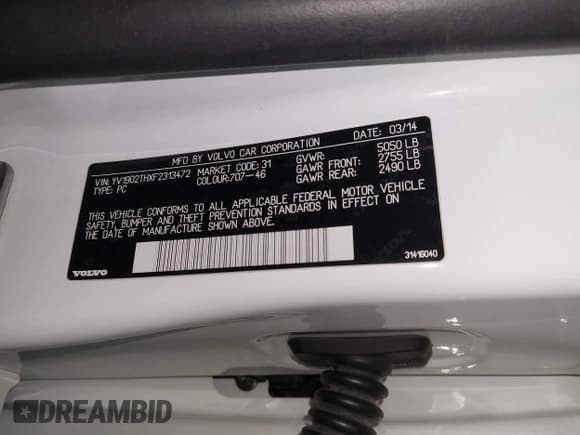 MFD BY VOLVO CAR CORPORATION DATE: 03/14
VIN: YV1902THXF2313472 MARKET CODE: 31 GVWR: 5050 LB
TYPE: PC COLOUR: 707-46 GAWR FRONT: 2755 LB
GAWR REAR: 2490 LB
THIS VEHICLE CONFORMS TO ALL APPLICABLE FEDERAL MOTOR VEHICLE
SAFETY, BUMPER AND THEFT PREVENTION STANDARDS IN EFFECT ON
THE DATE OF MANUFACTURE SHOWN ABOVE.
VOLVO 31416040
DREAMBID